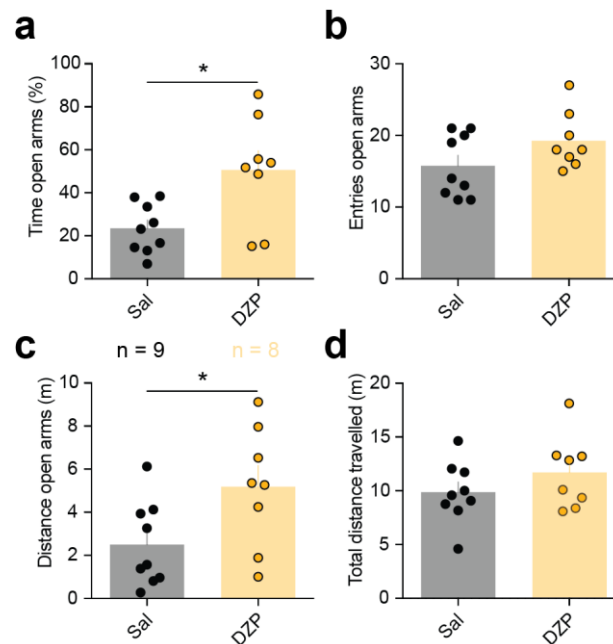 a
*
Time open arms (%)
100
80
60
40
20
0
Sal
DZP
b
Entries open arms
30
20
10
0
Sal
DZP
c
n = 9
n = 8
*
Distance open arms (m)
10
8
6
4
2
0
Sal
DZP
d
Total distance travelled (m)
20
15
10
5
0
Sal
DZP